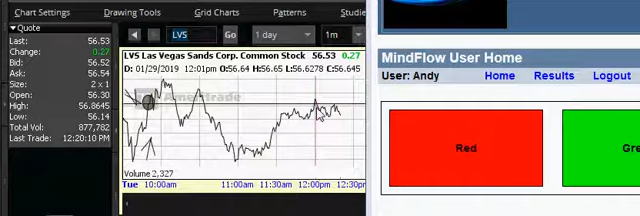 Chart Settings Drawing Tools Grid Charts Patterns Studie
Quote
Last: 56.53
Change: 0.27
Bid: 56.52
Ask: 56.54
Size: 2 x 1
Open: 56.30
High: 56.8645
Low: 56.14
Total Vol: 877,782
Last Trade: 12:20:10 PM
LVS Go 1 day 1m
LVS Las Vegas Sands Corp. Common Stock 56.53 0.27
D: 01/29/2019 12:01pm O:56.64 H:56.65 L:56.6278 C:56.645
Ameritrade
Volume 2,327
Tue 10:00am 11:00am 11:30am 12:00pm 12:30pm
MindFlow User Home
User: Andy Home Results Logout
Red Gre